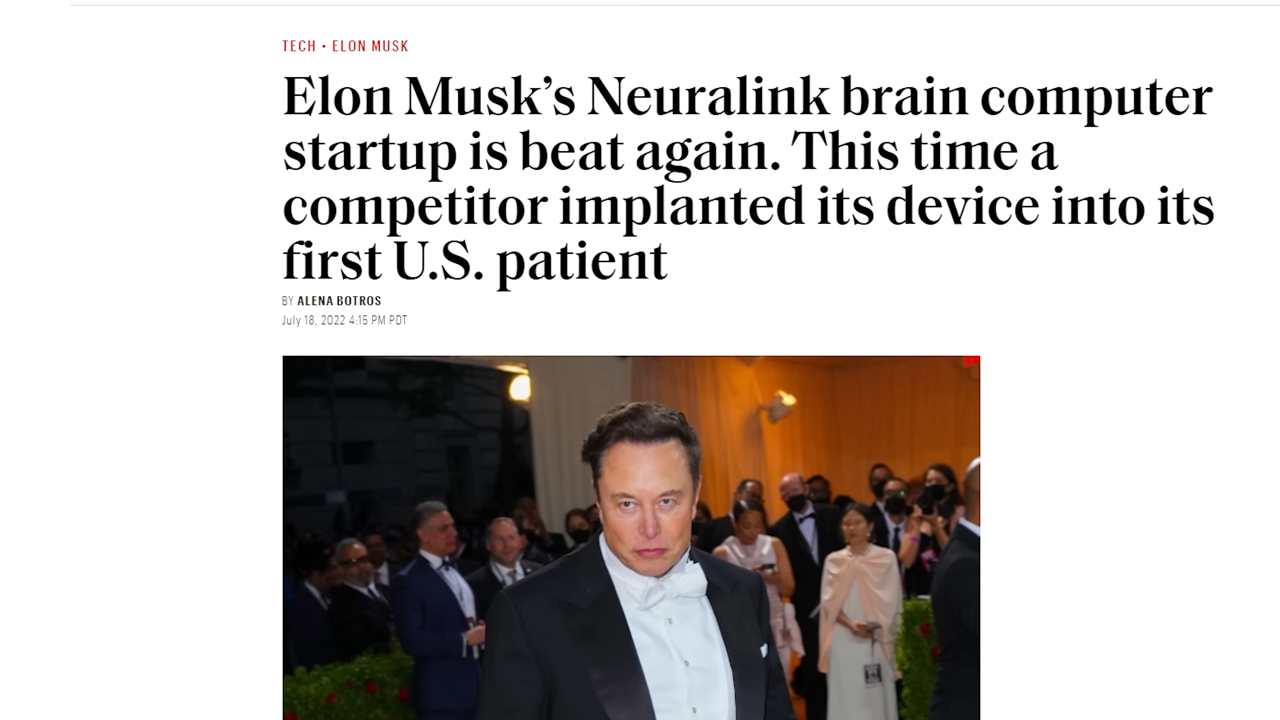 TECH • ELON MUSK
Elon Musk’s Neuralink brain computer
startup is beat again. This time a
competitor implanted its device into its
first U.S. patient
BY ALENA BOTROS
July 18, 2022 4:15 PM PDT